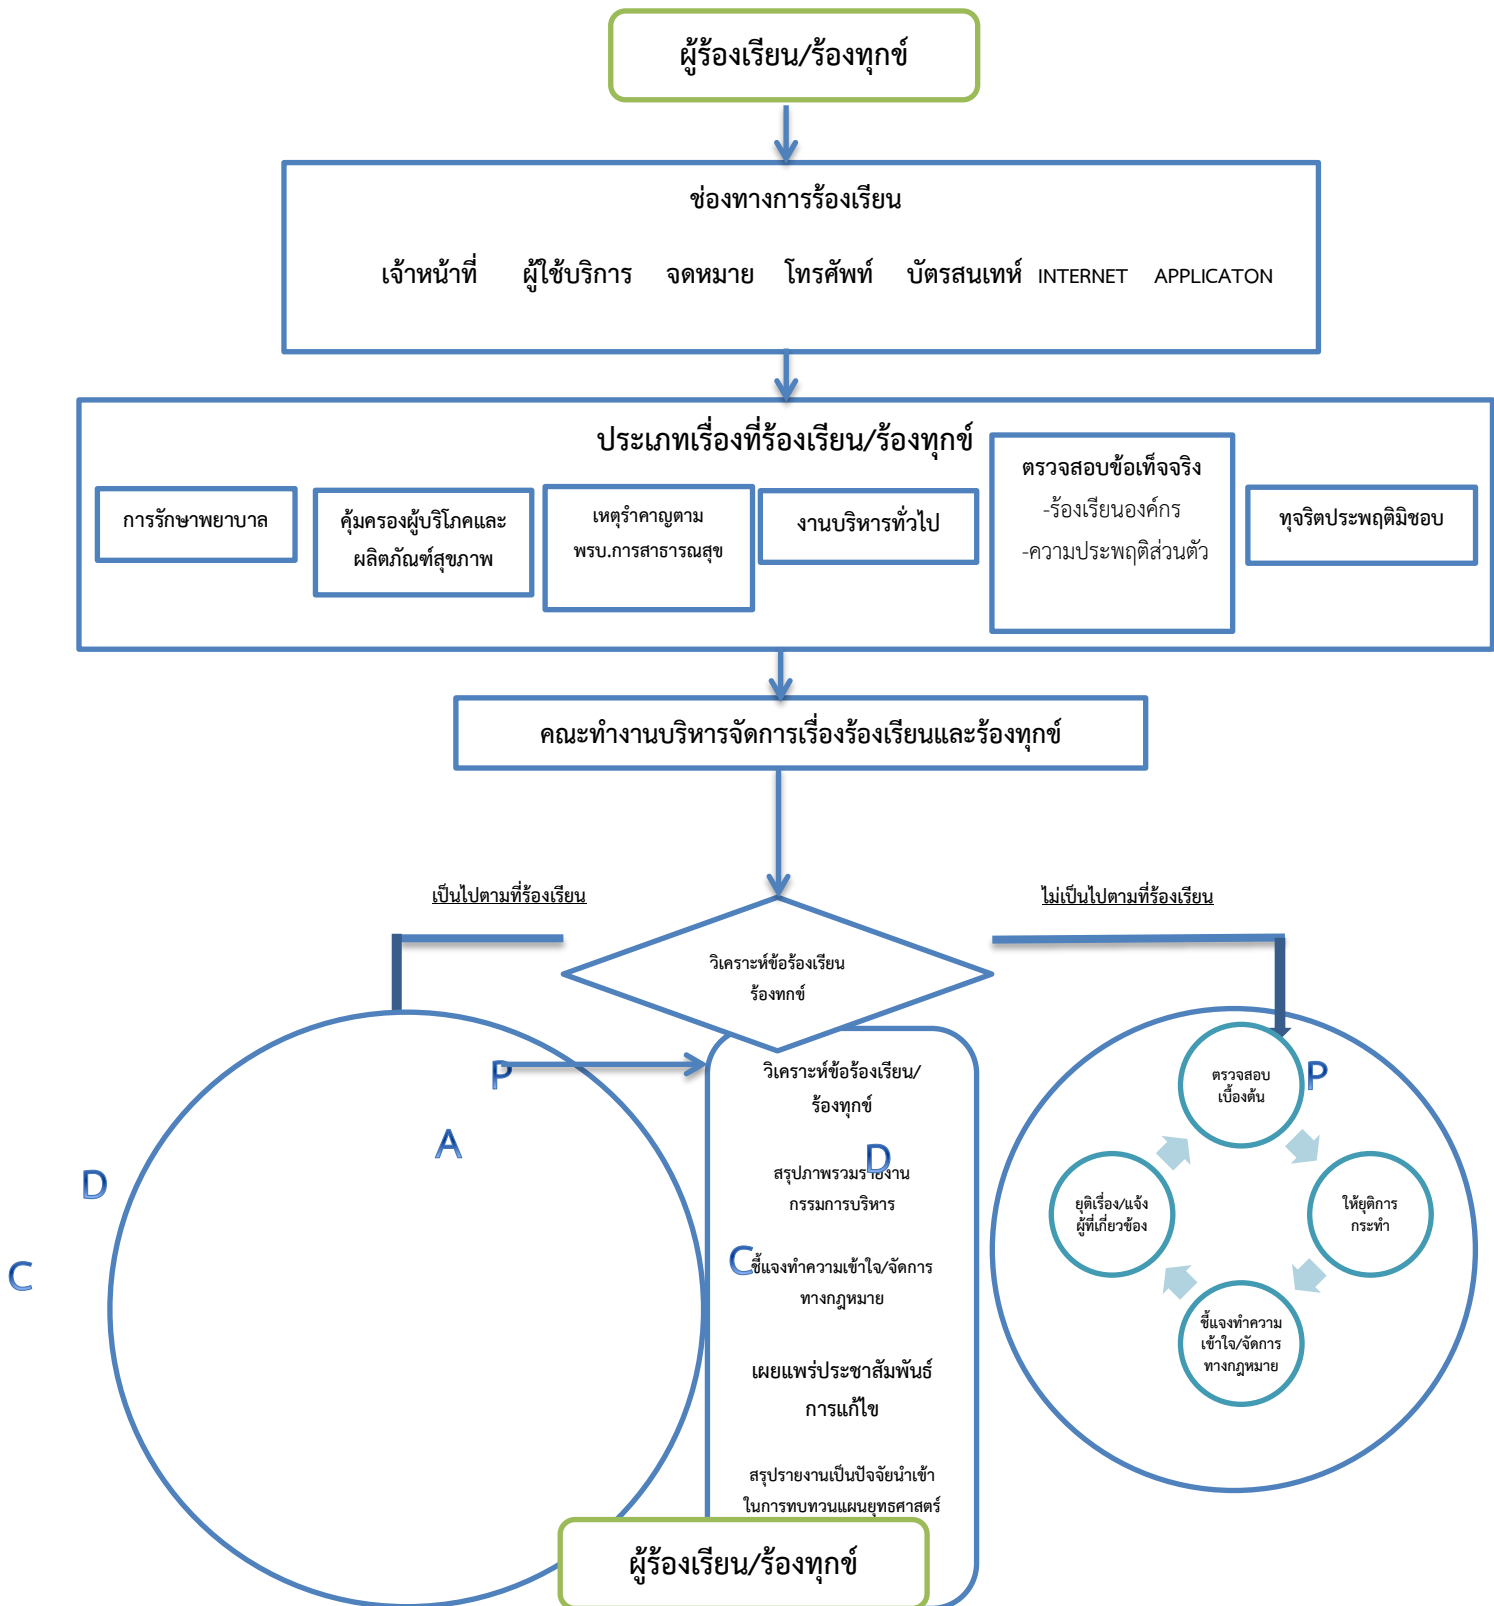 ผู้ร้องเรียน/ร้องทุกข์
ช่องทางการร้องเรียน
เจ้าหน้าที่ ผู้ใช้บริการ จดหมาย โทรศัพท์ บัตรสนเทห์ INTERNET APPLICATON
ประเภทเรื่องที่ร้องเรียน/ร้องทุกข์
การรักษาพยาบาล
คุ้มครองผู้บริโภคและ
ผลิตภัณฑ์สุขภาพ
เหตุรำคาญตาม
พรบ.การสาธารณสุข
งานบริหารทั่วไป
ตรวจสอบข้อเท็จจริง
-ร้องเรียนองค์กร
-ความประพฤติส่วนตัว
ทุจริตประพฤติมิชอบ
คณะทำงานบริหารจัดการเรื่องร้องเรียนและร้องทุกข์
เป็นไปตามที่ร้องเรียน
ไม่เป็นไปตามที่ร้องเรียน
วิเคราะห์ข้อร้องเรียน
ร้องทกข์
P
A
D
C
วิเคราะห์ข้อร้องเรียน/
ร้องทุกข์
D
สรุปภาพรวมรายงาน
กรรมการบริหาร
C
ชี้แจงทำความเข้าใจ/จัดการ
ทางกฎหมาย
เผยแพร่ประชาสัมพันธ์
การแก้ไข
สรุปรายงานเป็นปัจจัยนำเข้า
ในการทบทวนแผนยุทธศาสตร์
P
ตรวจสอบ
เบื้องต้น
ให้ยุติการ
กระทำ
ชี้แจงทำความ
เข้าใจ/จัดการ
ทางกฎหมาย
ยุติเรื่อง/แจ้ง
ผู้ที่เกี่ยวข้อง
ผู้ร้องเรียน/ร้องทุกข์